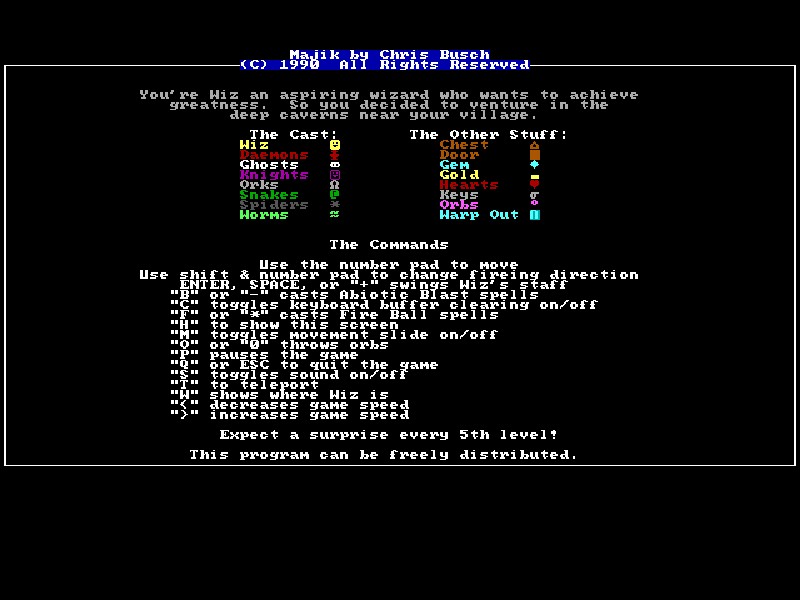 Majik by Chris Busch
(C) 1990  All Rights Reserved
You're Wiz an aspiring wizard who wants to achieve
greatness.  So you decided to venture in the
deep caverns near your village.
The Cast:   The Other Stuff:
Wiz   Chest
Daemons   Door
Ghosts   Gem
Knights   Gold
Orks Ω   Hearts ♥
Snakes   Keys σ
Spiders *   Orbs
Worms ≈   Warp Out
The Commands
Use the number pad to move
Use shift & number pad to change fireing direction
ENTER, SPACE, or "+" swings Wiz's staff
"B" or "-" casts Abiotic Blast spells
"C" toggles keyboard buffer clearing on/off
"F" or "*" casts Fire Ball spells
"H" to show this screen
"M" toggles movement slide on/off
"O" or "0" throws orbs
"P" pauses the game
"Q" or ESC to quit the game
"S" toggles sound on/off
"T" to teleport
"W" shows where Wiz is
"<" decreases game speed
">" increases game speed
Expect a surprise every 5th level!
This program can be freely distributed.